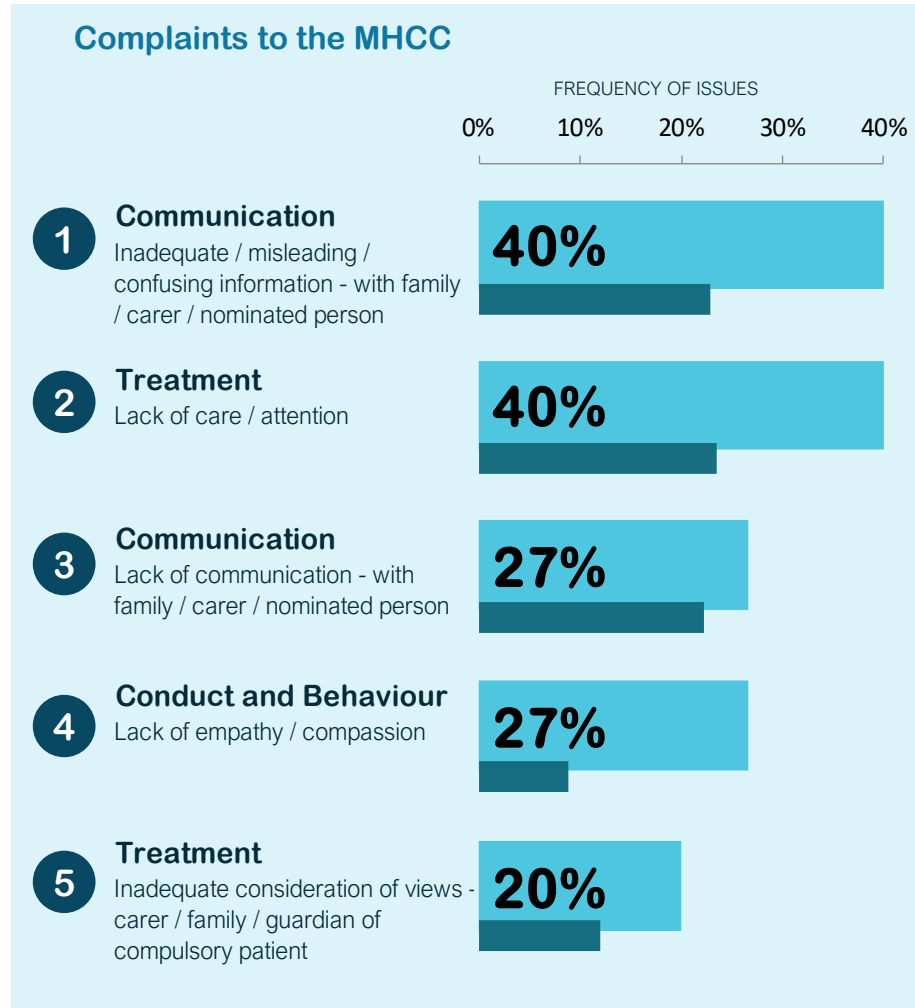 Complaints to the MHCC
FREQUENCY OF ISSUES
0% 10% 20% 30% 40%
1
Communication
Inadequate / misleading /
confusing information - with family
/ carer / nominated person
40%
2
Treatment
Lack of care / attention
40%
3
Communication
Lack of communication - with
family / carer / nominated person
27%
4
Conduct and Behaviour
Lack of empathy / compassion
27%
5
Treatment
Inadequate consideration of views -
carer / family / guardian of
compulsory patient
20%